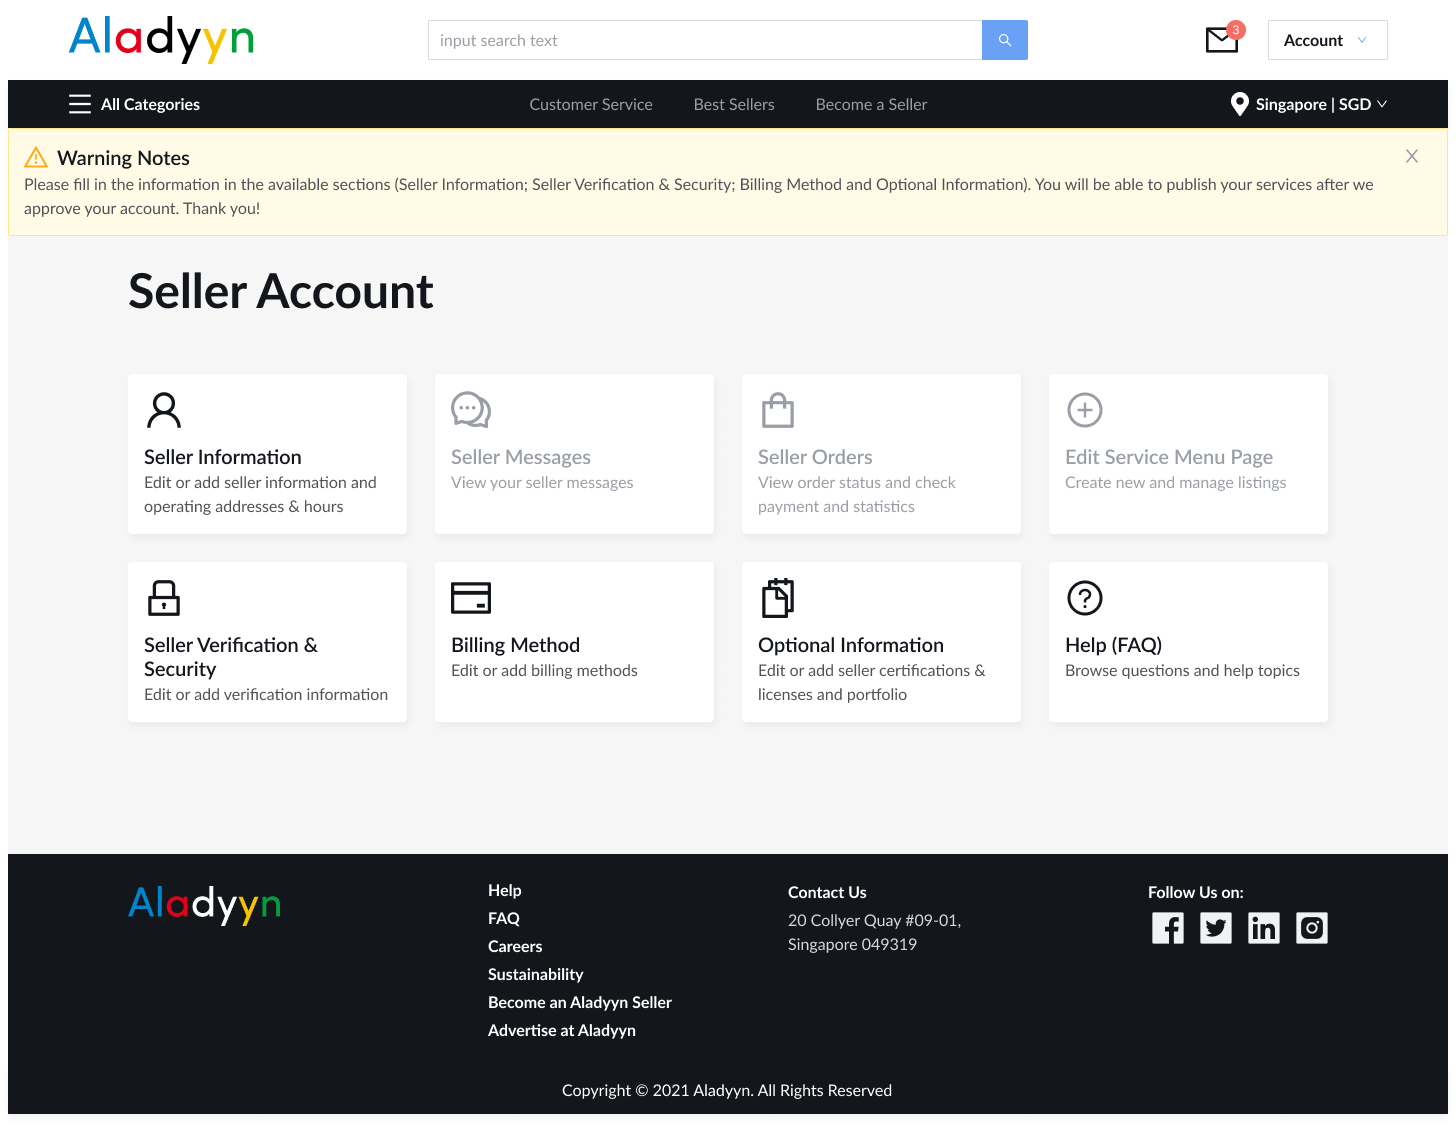 Aladyyn
input search text
3
Account
All Categories
Customer Service
Best Sellers
Become a Seller
Singapore | SGD
Warning Notes
Please fill in the information in the available sections (Seller Information; Seller Verification & Security; Billing Method and Optional Information). You will be able to publish your services after we
approve your account. Thank you!
Seller Account
Seller Information
Edit or add seller information and
operating addresses & hours
Seller Messages
View your seller messages
Seller Orders
View order status and check
payment and statistics
Edit Service Menu Page
Create new and manage listings
Seller Verification &
Security
Edit or add verification information
Billing Method
Edit or add billing methods
Optional Information
Edit or add seller certifications &
licenses and portfolio
Help (FAQ)
Browse questions and help topics
Aladyyn
Help
FAQ
Careers
Sustainability
Become an Aladyyn Seller
Advertise at Aladyyn
Contact Us
20 Collyer Quay #09-01,
Singapore 049319
Follow Us on:
Copyright © 2021 Aladyyn. All Rights Reserved